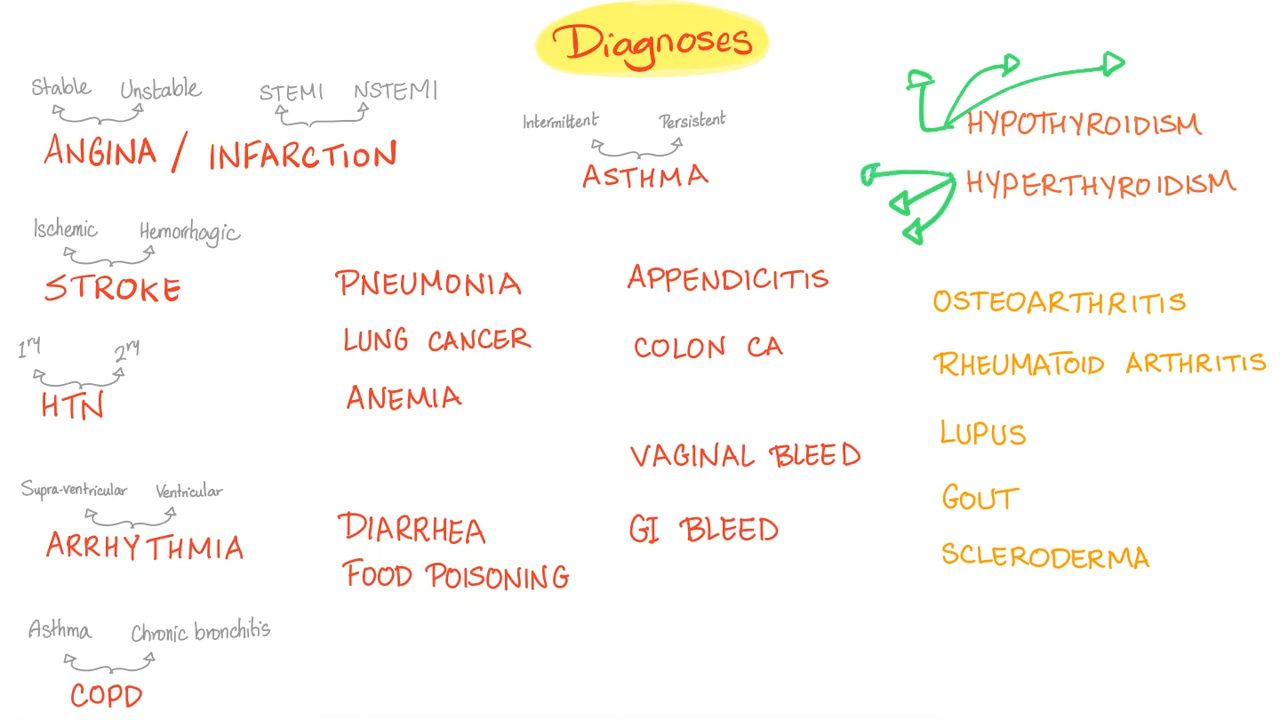 Diagnoses
Stable Unstable
STEMI NSTEMI
ANGINA / INFARCTION
Ischemic Hemorrhagic
STROKE
1ry 2ry
HTN
Supra-ventricular Ventricular
ARRHYTHMIA
Asthma Chronic bronchitis
COPD
PNEUMONIA
LUNG CANCER
ANEMIA
DIARRHEA
FOOD POISONING
Intermittent Persistent
ASTHMA
APPENDICITIS
COLON CA
VAGINAL BLEED
GI BLEED
HYPOTHYROIDISM
HYPERTHYROIDISM
OSTEOARTHRITIS
RHEUMATOID ARTHRITIS
LUPUS
GOUT
SCLERODERMA